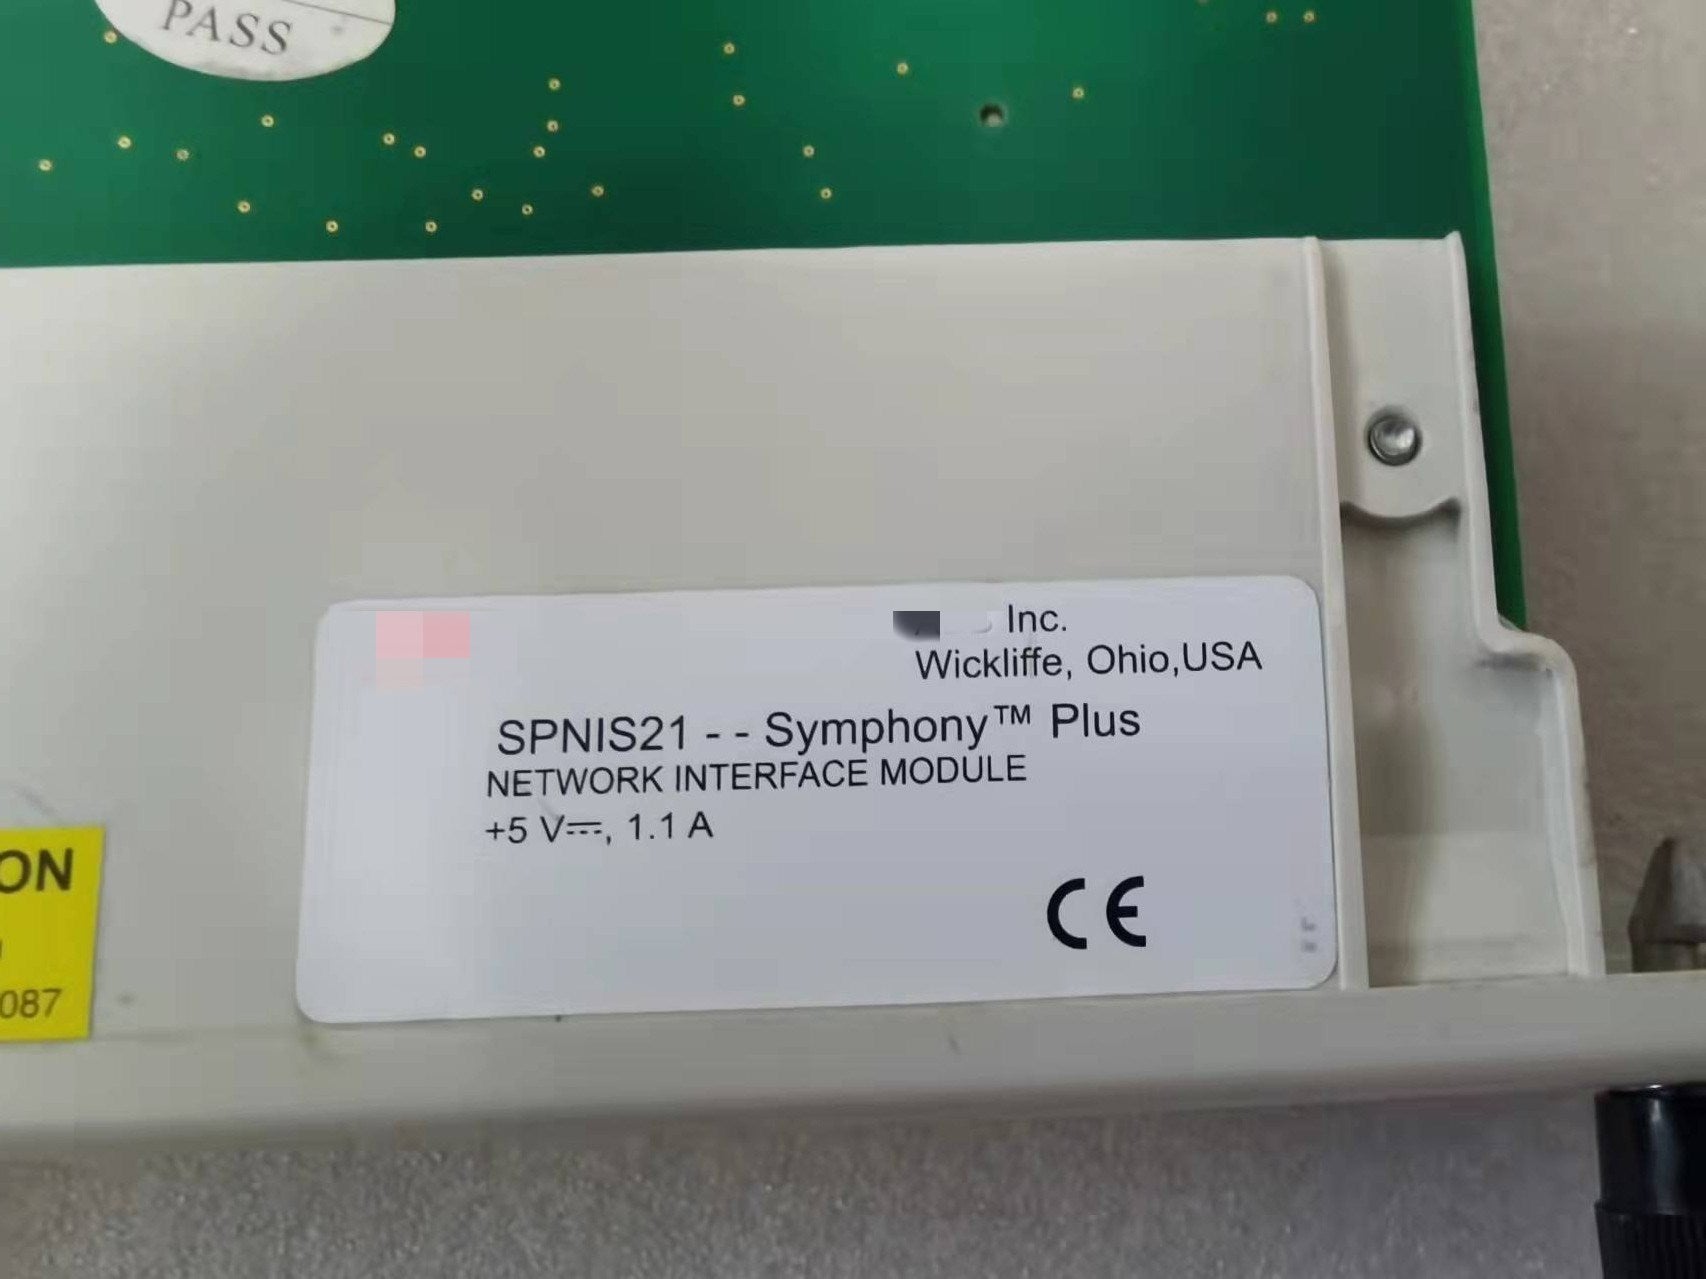 PASS
Inc.
Wickliffe, Ohio,USA
SPNIS21 - - Symphony™ Plus
NETWORK INTERFACE MODULE
+5 V⎓, 1.1 A
CE
ON
087